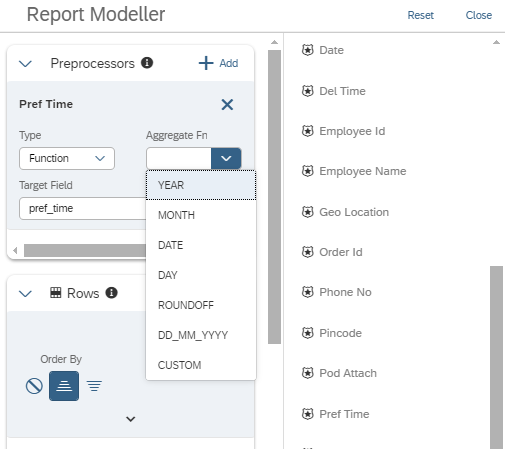 Report Modeller
Reset
Close
Preprocessors
Add
Pref Time
Type
Aggregate Fn
Function
Target Field
pref_time
YEAR
MONTH
DATE
DAY
ROUNDOFF
DD_MM_YYYY
CUSTOM
Rows
Order By
Date
Del Time
Employee Id
Employee Name
Geo Location
Order Id
Phone No
Pincode
Pod Attach
Pref Time